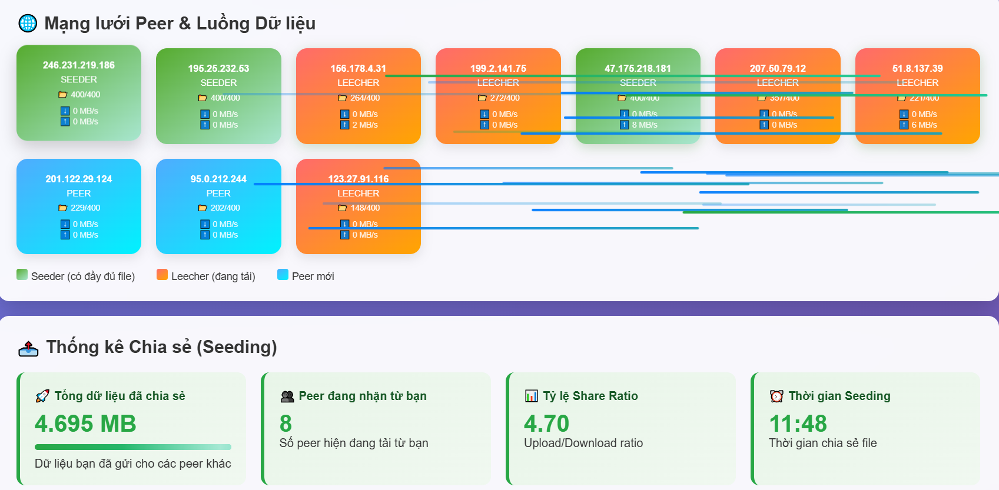 Mạng lưới Peer & Luồng Dữ liệu
246.231.219.186
SEEDER
400/400
0 MB/s
0 MB/s
195.25.232.53
SEEDER
400/400
0 MB/s
0 MB/s
156.178.4.31
LEECHER
264/400
0 MB/s
2 MB/s
199.2.141.75
LEECHER
272/400
0 MB/s
0 MB/s
47.175.218.181
SEEDER
400/400
0 MB/s
8 MB/s
207.50.79.12
LEECHER
357/400
0 MB/s
0 MB/s
51.8.137.39
LEECHER
221/400
0 MB/s
6 MB/s
201.122.29.124
PEER
229/400
0 MB/s
0 MB/s
95.0.212.244
PEER
202/400
0 MB/s
0 MB/s
123.27.91.116
LEECHER
148/400
0 MB/s
0 MB/s
Seeder (có đầy đủ file)
Leecher (đang tải)
Peer mới
Thống kê Chia sẻ (Seeding)
Tổng dữ liệu đã chia sẻ
4.695 MB
Dữ liệu bạn đã gửi cho các peer khác
Peer đang nhận từ bạn
8
Số peer hiện đang tải từ bạn
Tỷ lệ Share Ratio
4.70
Upload/Download ratio
Thời gian Seeding
11:48
Thời gian chia sẻ file